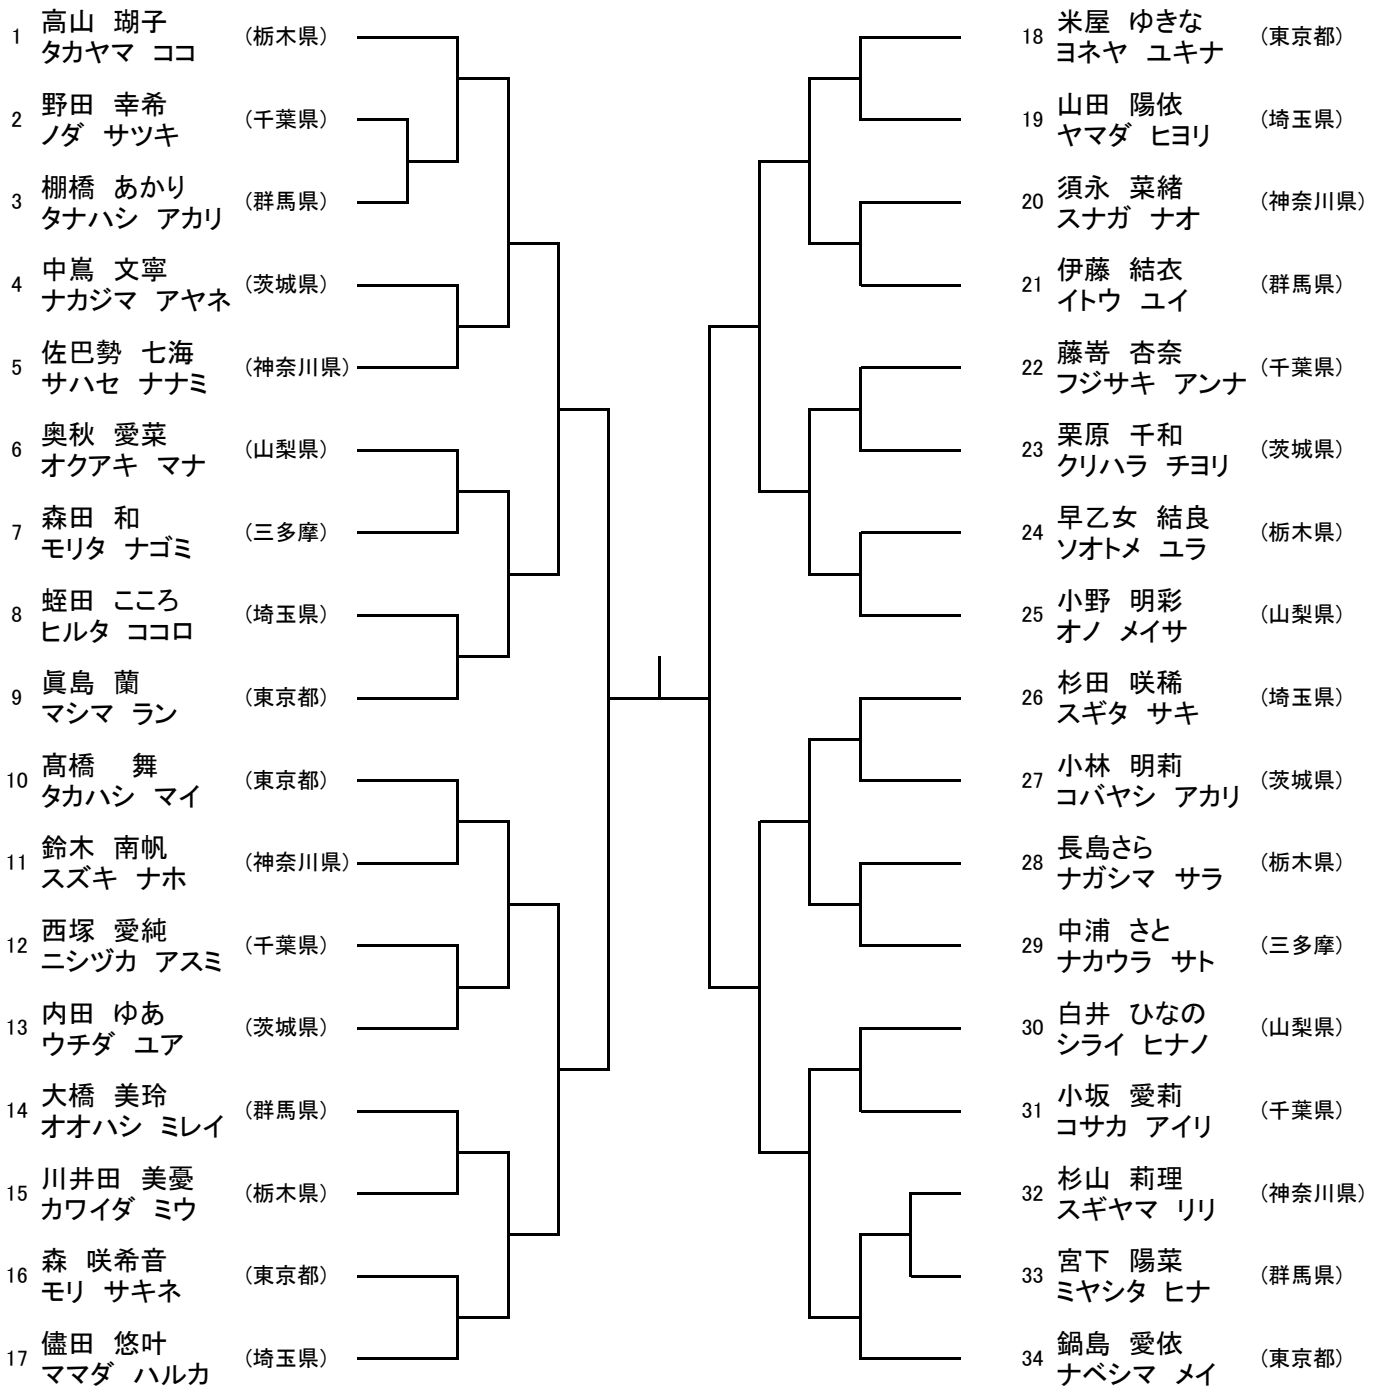 1 高山 瑚子 (栃木県)
タカヤマ ココ
2 野田 幸希 (千葉県)
ノダ サツキ
3 棚橋 あかり (群馬県)
タナハシ アカリ
4 中嶌 文寧 (茨城県)
ナカジマ アヤネ
5 佐巴勢 七海 (神奈川県)
サハセ ナナミ
6 奥秋 愛菜 (山梨県)
オクアキ マナ
7 森田 和 (三多摩)
モリタ ナゴミ
8 蛭田 こころ (埼玉県)
ヒルタ ココロ
9 眞島 蘭 (東京都)
マシマ ラン
10 髙橋 舞 (東京都)
タカハシ マイ
11 鈴木 南帆 (神奈川県)
スズキ ナホ
12 西塚 愛純 (千葉県)
ニシヅカ アスミ
13 内田 ゆあ (茨城県)
ウチダ ユア
14 大橋 美玲 (群馬県)
オオハシ ミレイ
15 川井田 美憂 (栃木県)
カワイダ ミウ
16 森 咲希音 (東京都)
モリ サキネ
17 儘田 悠叶 (埼玉県)
ママダ ハルカ
18 米屋 ゆきな (東京都)
ヨネヤ ユキナ
19 山田 陽依 (埼玉県)
ヤマダ ヒヨリ
20 須永 菜緒 (神奈川県)
スナガ ナオ
21 伊藤 結衣 (群馬県)
イトウ ユイ
22 藤嵜 杏奈 (千葉県)
フジサキ アンナ
23 栗原 千和 (茨城県)
クリハラ チヨリ
24 早乙女 結良 (栃木県)
ソオトメ ユラ
25 小野 明彩 (山梨県)
オノ メイサ
26 杉田 咲稀 (埼玉県)
スギタ サキ
27 小林 明莉 (茨城県)
コバヤシ アカリ
28 長島さら (栃木県)
ナガシマ サラ
29 中浦 さと (三多摩)
ナカウラ サト
30 白井 ひなの (山梨県)
シライ ヒナノ
31 小坂 愛莉 (千葉県)
コサカ アイリ
32 杉山 莉理 (神奈川県)
スギヤマ リリ
33 宮下 陽菜 (群馬県)
ミヤシタ ヒナ
34 鍋島 愛依 (東京都)
ナベシマ メイ